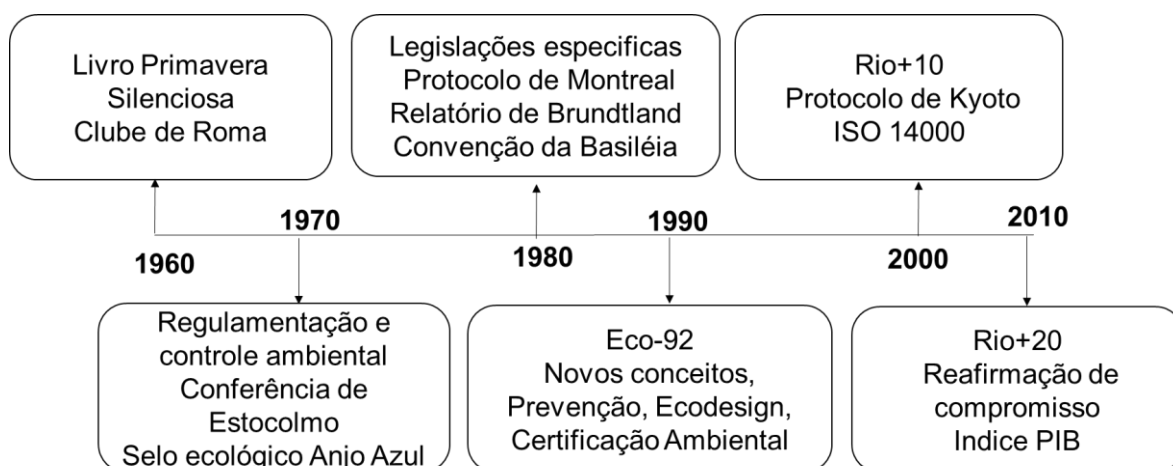 Livro Primavera
Silenciosa
Clube de Roma
Legislações especificas
Protocolo de Montreal
Relatório de Brundtland
Convenção da Basiléia
Rio+10
Protocolo de Kyoto
ISO 14000
1970
1990
2010
1960
1980
2000
Regulamentação e
controle ambiental
Conferência de
Estocolmo
Selo ecológico Anjo Azul
Eco-92
Novos conceitos,
Prevenção, Ecodesign,
Certificação Ambiental
Rio+20
Reafirmação de
compromisso
Indice PIB